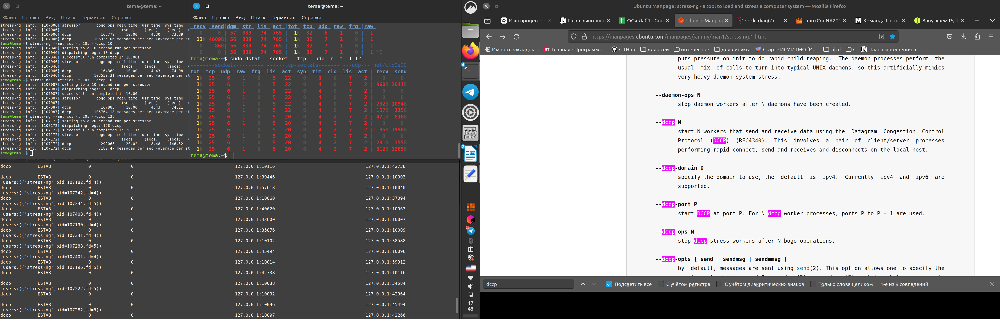 tema@tema: ~
Файл Правка Вид Поиск Терминал Справка
stress-ng: info: [107006] stressor bogo ops real time usr time sys time
stress-ng: info: [107006] (secs) (secs) (secs) (
stress-ng: info: [107006] dccp 168779 10.00 4.30 73.89
stress-ng: info: [107006] dccp 106335.06 messages per sec (average per st
tema@tema:~$ stress-ng --metrics -t 10s --dccp 10
stress-ng: info: [107046] setting to a 10 second run per stressor
stress-ng: info: [107046] dispatching hogs: 10 dccp
stress-ng: info: [107046] successful run completed in 10.00s
stress-ng: info: [107046] stressor bogo ops real time usr time sys time
stress-ng: info: [107046] (secs) (secs) (secs) (
stress-ng: info: [107046] dccp 164369 10.00 4.43 74.08
stress-ng: info: [107046] dccp 103550.31 messages per sec (average per st
tema@tema:~$ stress-ng --metrics -t 10s --dccp 10
stress-ng: info: [107087] setting to a 10 second run per stressor
stress-ng: info: [107087] dispatching hogs: 10 dccp
stress-ng: info: [107087] successful run completed in 10.00s
stress-ng: info: [107087] stressor bogo ops real time usr time sys time
stress-ng: info: [107087] (secs) (secs) (secs) (
stress-ng: info: [107087] dccp 167883 10.00 4.43 74.21
stress-ng: info: [107087] dccp 105764.18 messages per sec (average per st
tema@tema:~$ stress-ng --metrics -t 20s --dccp 128
stress-ng: info: [107172] setting to a 20 second run per stressor
stress-ng: info: [107172] dispatching hogs: 128 dccp
stress-ng: info: [107172] successful run completed in 20.11s
stress-ng: info: [107172] stressor bogo ops real time usr time sys time
stress-ng: info: [107172] (secs) (secs) (secs) (
stress-ng: info: [107172] dccp 292065 20.02 8.48 146.52
stress-ng: info: [107172] dccp 7182.47 messages per sec (average per st
tema@tema:~$
tema@tema: ~
Файл Правка Вид Поиск Терминал Справка
recv send|dgm str lis act |tot tcp udp raw frg |raw
0 0 | 57 839 74 765 | 1k 32 6 1 0 | 1
11k 4609B| 56 839 74 765 | 1k 32 7 1 0 | 1
0 86B| 56 839 74 765 | 1k 32 7 1 0 | 1
0 0 | 56 839 74 765 | 1k 32 7 1 0 | 1 ^C
tema@tema:~$ sudo dstat --socket --tcp --udp -n -f 1 12
--------sockets--------- ------tcp-sockets------- ---udp--- net/wlp0s20
tot tcp udp raw frg |lis act syn tim clo |lis act | recv send
1k 25 6 1 0 | 5 22 0 3 0 | 7 2 | 0 0
1k 25 6 1 0 | 5 22 0 4 0 | 7 2 | 960B 2041B
1k 25 6 1 0 | 5 22 0 4 0 | 7 2 | 0 0
1k 25 6 1 0 | 5 22 0 4 0 | 7 2 | 0 0
1k 25 6 1 0 | 5 22 0 4 0 | 7 2 | 732B 1094B
1k 25 6 1 0 | 5 22 0 4 0 | 7 2 | 157B 115B
1k 25 6 1 0 | 5 20 0 4 2 | 7 2 | 471B 810B
1k 25 6 1 0 | 5 20 0 4 2 | 7 2 | 0 0
1k 25 6 1 0 | 5 20 0 4 2 | 7 2 |1185B 1990B
1k 25 6 1 0 | 5 20 0 4 2 | 7 2 | 0 0
1k 25 6 1 0 | 5 20 0 4 2 | 7 2 | 291B 355B
1k 25 6 1 0 | 5 20 0 4 2 | 7 2 | 612B 1265B
tema@tema:~$
dccp ESTAB 0 0 127.0.0.1:10116 127.0.0.1:42738
dccp ESTAB 0 0 127.0.0.1:39446 127.0.0.1:10003
users:(("stress-ng",pid=107182,fd=4))
dccp ESTAB 0 0 127.0.0.1:57618 127.0.0.1:10040
users:(("stress-ng",pid=107342,fd=4))
dccp ESTAB 0 0 127.0.0.1:10060 127.0.0.1:37094
users:(("stress-ng",pid=107244,fd=5))
dccp ESTAB 0 0 127.0.0.1:40620 127.0.0.1:10063
users:(("stress-ng",pid=107408,fd=4))
dccp ESTAB 0 0 127.0.0.1:43600 127.0.0.1:10007
users:(("stress-ng",pid=107190,fd=4))
dccp ESTAB 0 0 127.0.0.1:35876 127.0.0.1:10009
users:(("stress-ng",pid=107341,fd=4))
dccp ESTAB 0 0 127.0.0.1:10102 127.0.0.1:38588
users:(("stress-ng",pid=107288,fd=5))
dccp ESTAB 0 0 127.0.0.1:45494 127.0.0.1:10096
users:(("stress-ng",pid=107401,fd=4))
dccp ESTAB 0 0 127.0.0.1:10014 127.0.0.1:59312
users:(("stress-ng",pid=107196,fd=5))
dccp ESTAB 0 0 127.0.0.1:42738 127.0.0.1:10116
dccp ESTAB 0 0 127.0.0.1:10038 127.0.0.1:34584
users:(("stress-ng",pid=107222,fd=5))
dccp ESTAB 0 0 127.0.0.1:10092 127.0.0.1:42964
dccp ESTAB 0 0 127.0.0.1:10096 127.0.0.1:45494
users:(("stress-ng",pid=107282,fd=5))
dccp ESTAB 0 0 127.0.0.1:10097 127.0.0.1:42266
4
2
17
43
Ubuntu Manpage: stress-ng - a tool to load and stress a computer system — Mozilla Firefox
Кэш процессор План выполнен ОСи Лаб1 - Goo Ubuntu Manpag sock_diag(7) — LinuxConNA201 Команда Linux Запускаем Pyth
https://manpages.ubuntu.com/manpages/jammy/man1/stress-ng.1.html
Импорт закладок… Главная - Программ… GitHub для осей интересное для линукса Старт - ИСУ ИТМО [И… ci|cd C План выполнения л…
puts pressure on init to do rapid child reaping. The daemon processes perform the
usual mix of calls to turn into typical UNIX daemons, so this artificially mimics
very heavy daemon system stress.
--daemon-ops N
stop daemon workers after N daemons have been created.
--dccp N
start N workers that send and receive data using the Datagram Congestion Control
Protocol (DCCP) (RFC4340). This involves a pair of client/server processes
performing rapid connect, send and receives and disconnects on the local host.
--dccp-domain D
specify the domain to use, the default is ipv4. Currently ipv4 and ipv6 are
supported.
--dccp-port P
start DCCP at port P. For N dccp worker processes, ports P to P - 1 are used.
--dccp-ops N
stop dccp stress workers after N bogo operations.
--dccp-opts [ send | sendmsg | sendmmsg ]
by default, messages are sent using send(2). This option allows one to specify the
dccp
Подсветить все С учётом регистра С учётом диакритических знаков Только слова целиком 1-е из 9 совпадений